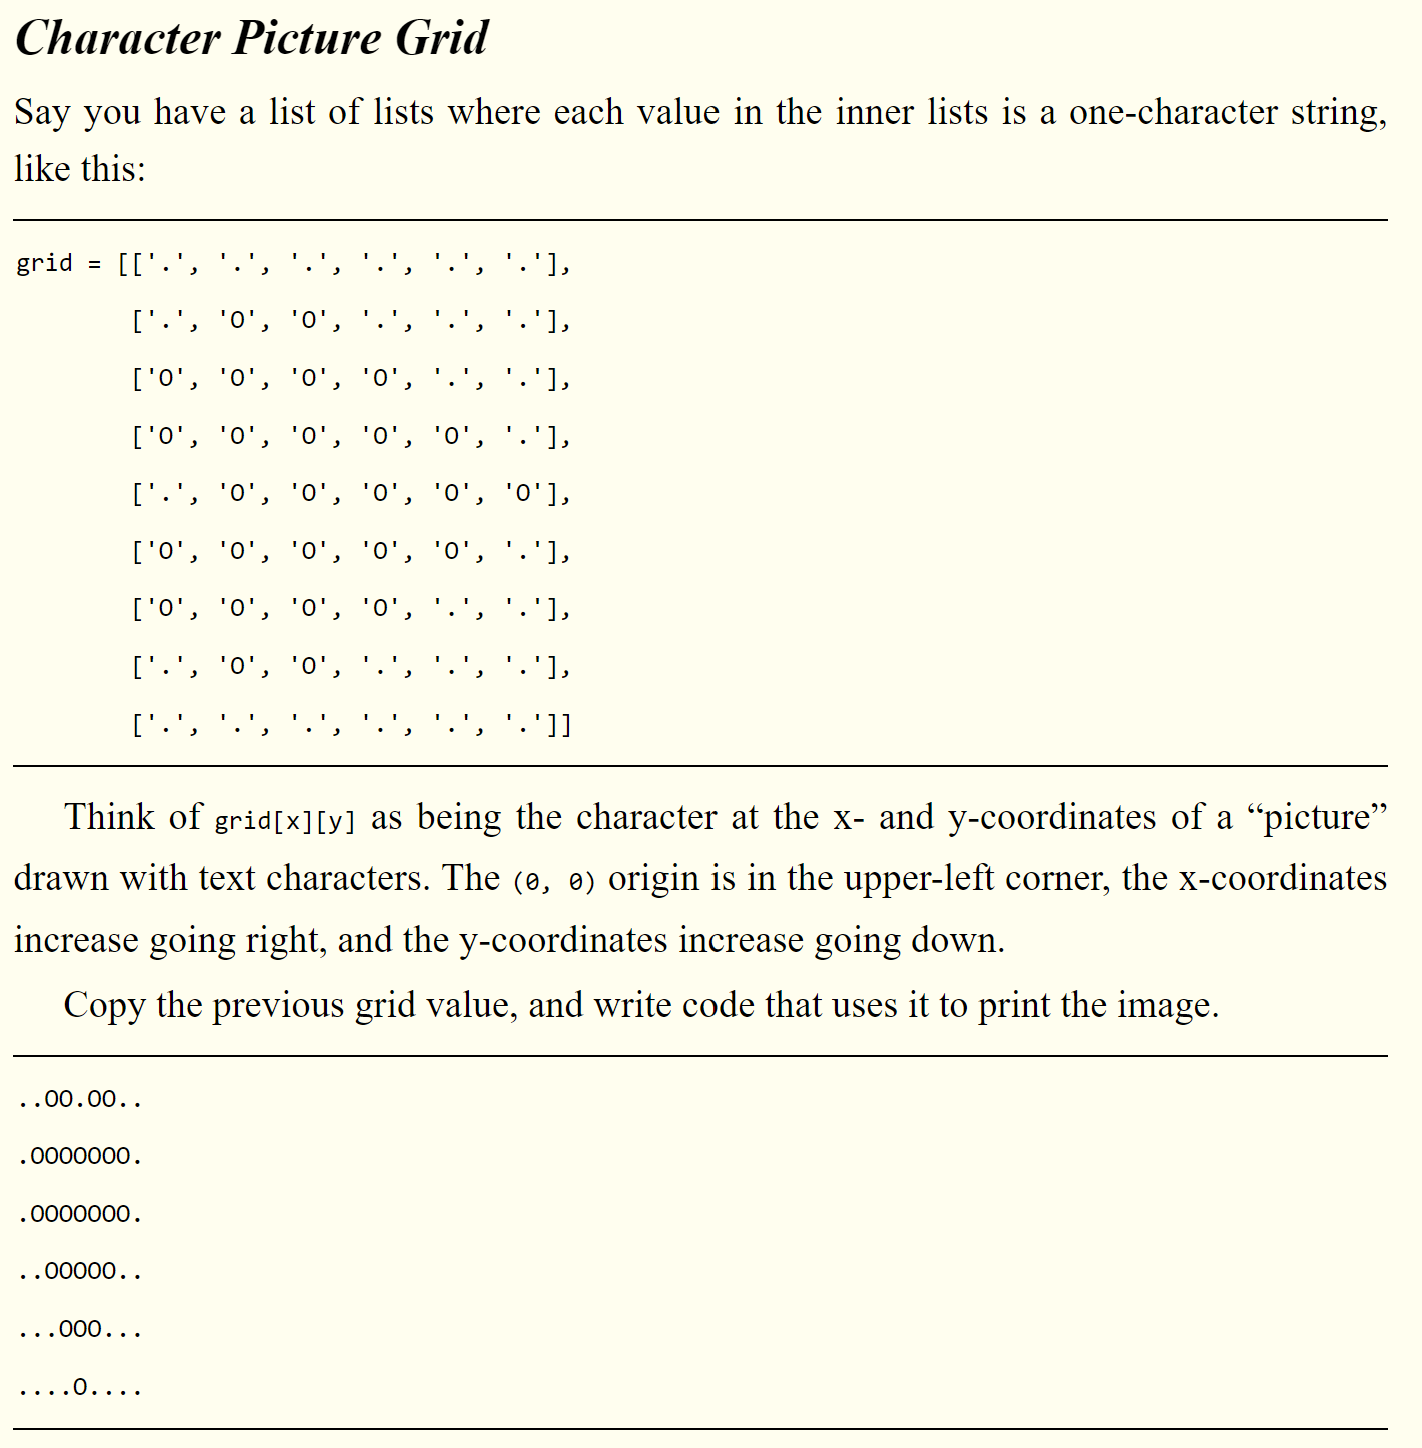 Character Picture Grid
Say you have a list of lists where each value in the inner lists is a one-character string,
like this:
grid = [['.', '.', '.', '.', '.', '.'],
['.', 'O', 'O', '.', '.', '.'],
['O', 'O', 'O', 'O', '.', '.'],
['O', 'O', 'O', 'O', 'O', '.'],
['.', 'O', 'O', 'O', 'O', 'O'],
['O', 'O', 'O', 'O', 'O', '.'],
['O', 'O', 'O', 'O', '.', '.'],
['.', 'O', 'O', '.', '.', '.'],
['.', '.', '.', '.', '.', '.']]
Think of grid[x][y] as being the character at the x- and y-coordinates of a “picture”
drawn with text characters. The (0, 0) origin is in the upper-left corner, the x-coordinates
increase going right, and the y-coordinates increase going down.
Copy the previous grid value, and write code that uses it to print the image.
..OO.OO..
.OOOOOOO.
.OOOOOOO.
..OOOOO..
...OOO...
....O....